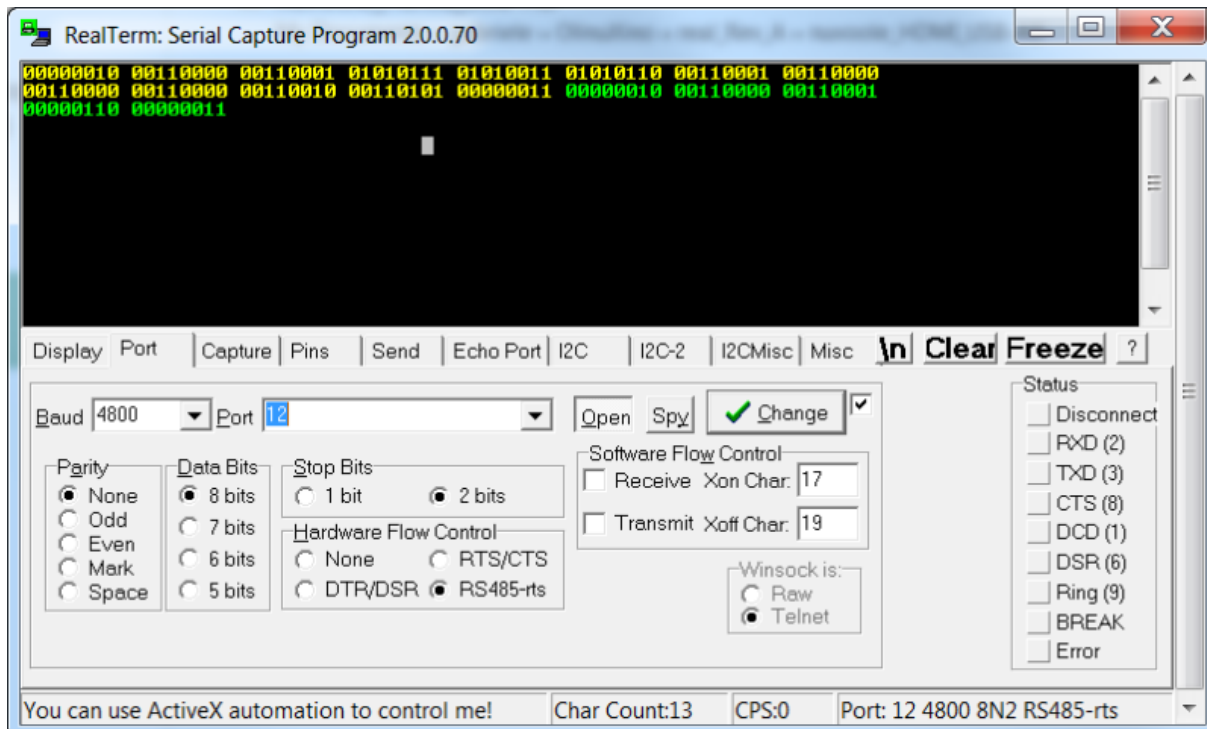 RealTerm: Serial Capture Program 2.0.0.70
00000010 00110000 00110001 01010111 01010011 01010110 00110001 00110000
00110000 00110000 00110010 00110101 00000011 00000010 00110000 00110001
00000110 00000011
Display Port Capture Pins Send Echo Port I2C I2C-2 I2CMisc Misc \n Clear Freeze ?
Status
Baud 4800 Port 12 Open Spy Change
Disconnect
RXD (2)
TXD (3)
CTS (8)
DCD (1)
DSR (6)
Ring (9)
BREAK
Error
Parity
None
Odd
Even
Mark
Space
Data Bits
8 bits
7 bits
6 bits
5 bits
Stop Bits
1 bit 2 bits
Hardware Flow Control
None RTS/CTS
DTR/DSR RS485-rts
Software Flow Control
Receive Xon Char: 17
Transmit Xoff Char: 19
Winsock is:
Raw
Telnet
You can use ActiveX automation to control me! Char Count:13 CPS:0 Port: 12 4800 8N2 RS485-rts